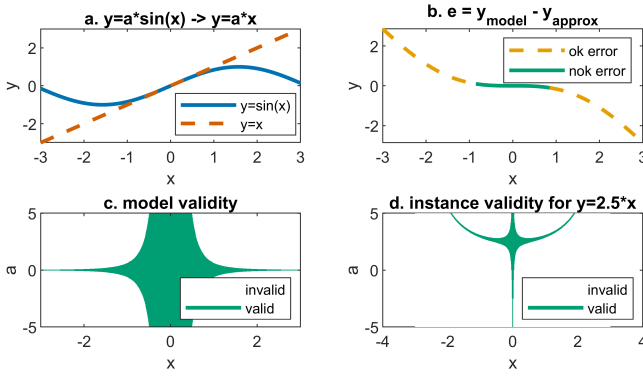 a. y=a*sin(x) -> y=a*x
y
2
0
-2
-3
-2
-1
0
1
2
3
x
y=sin(x)
y=x
b. e = y_model - y_approx
y
2
0
-2
-3
-2
-1
0
1
2
3
x
ok error
nok error
c. model validity
a
5
0
-5
-2
0
2
x
invalid
valid
d. instance validity for y=2.5*x
a
5
0
-5
-4
-2
0
2
4
x
invalid
valid